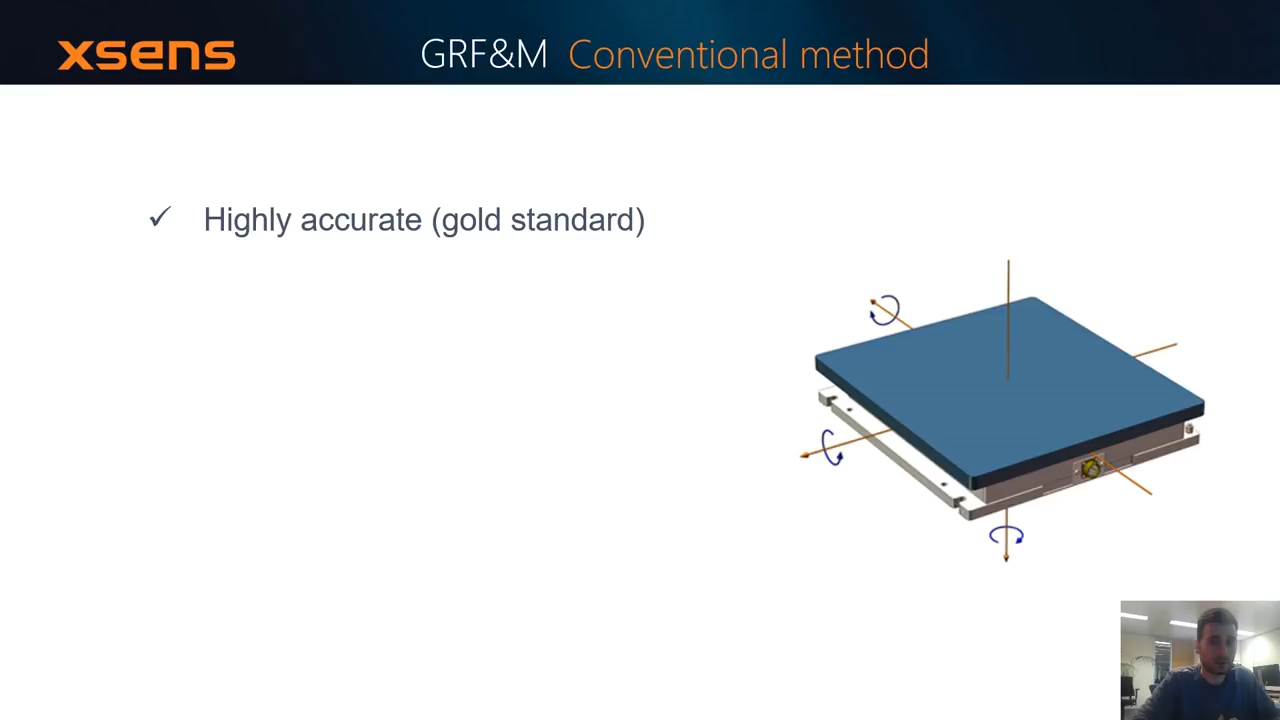 xsens
GRF&M Conventional method
✓ Highly accurate (gold standard)